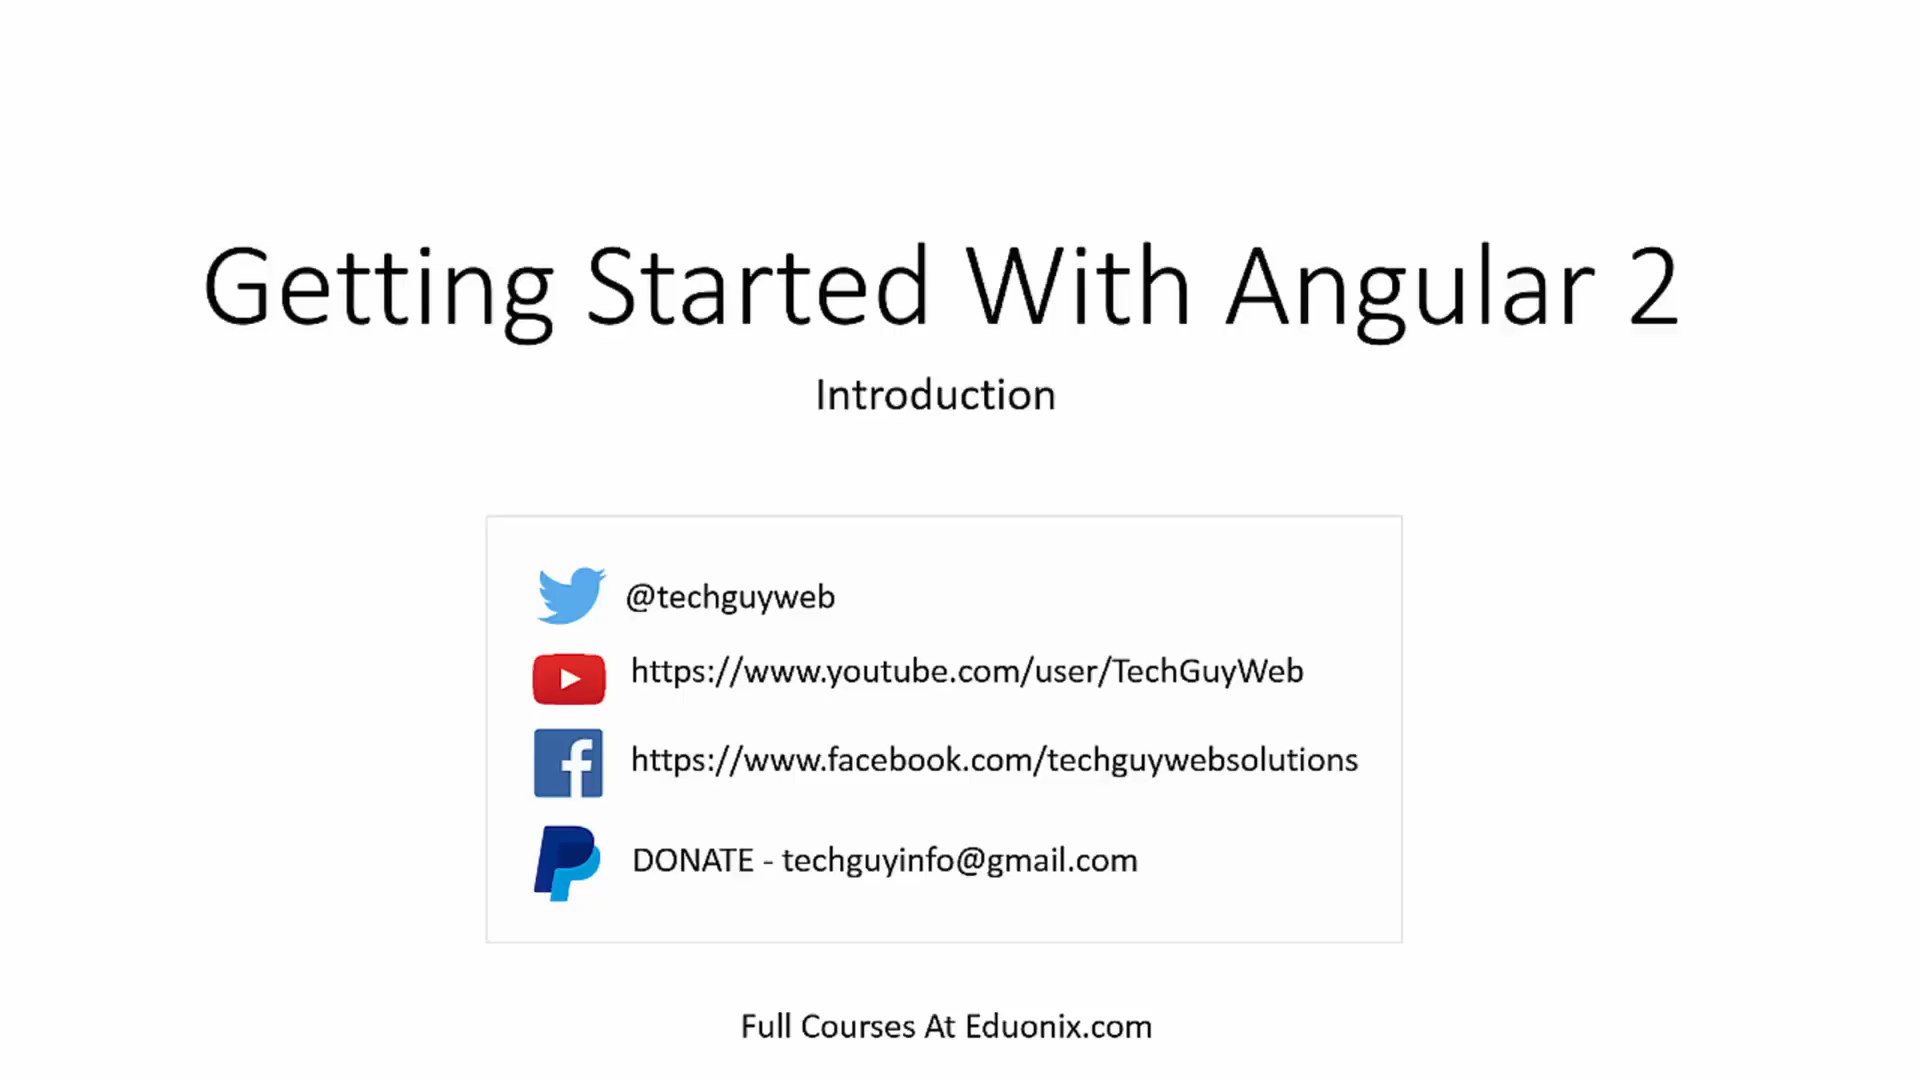 Getting Started With Angular 2
Introduction
@techguyweb
https://www.youtube.com/user/TechGuyWeb
https://www.facebook.com/techguywebsolutions
DONATE - techguyinfo@gmail.com
Full Courses At Eduonix.com